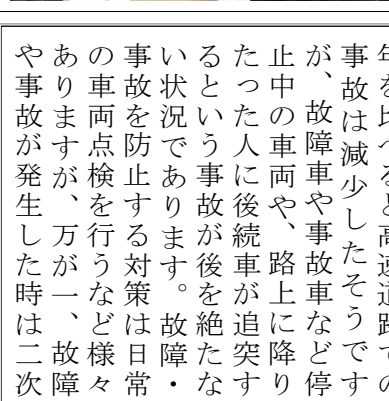 年を比べると高速道路での
事故は減少したそうです
が、故障車や事故車など停
止中の車両や、路上に降り
たった人に後続車が追突す
るという事故が後を絶たな
い状況であります。故障・
事故を防止する対策は日常
の車両点検を行うなど様々
ありますが、万が一、故障
や事故が発生した時は二次